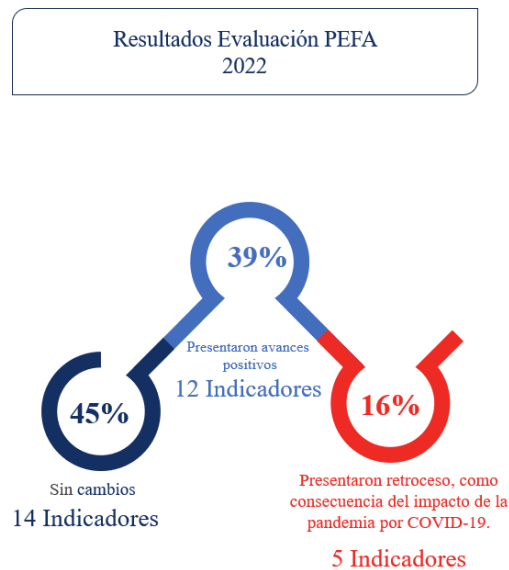 Resultados Evaluación PEFA
2022
39%
Presentaron avances
positivos
12 Indicadores
45%
Sin cambios
14 Indicadores
16%
Presentaron retroceso, como
consecuencia del impacto de la
pandemia por COVID-19.
5 Indicadores